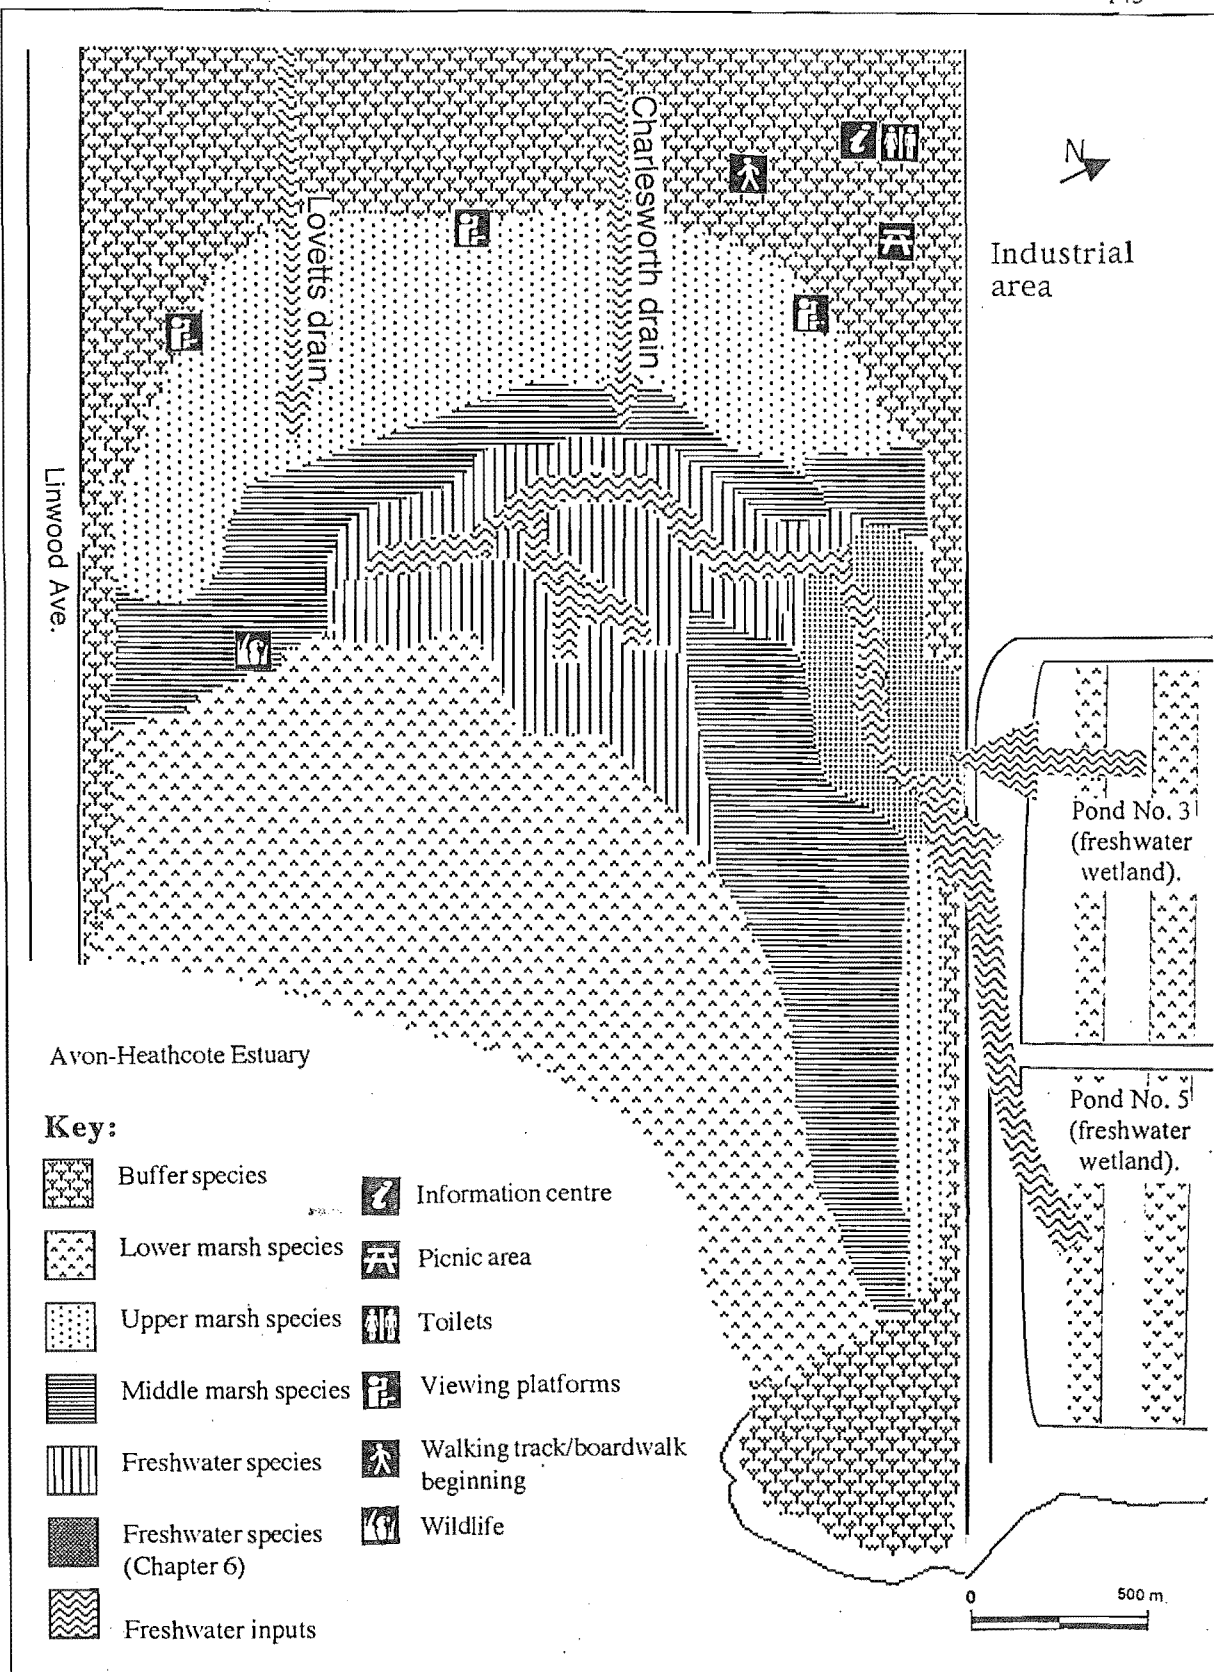 Charlesworth drain
Lovetts drain
N
Industrial
area
Linwood Ave.
Pond No. 3
(freshwater
wetland).
Avon-Heathcote Estuary
Pond No. 5
(freshwater
wetland).
Key:
Buffer species
Lower marsh species
Upper marsh species
Middle marsh species
Freshwater species
Freshwater species
(Chapter 6)
Freshwater inputs
Information centre
Picnic area
Toilets
Viewing platforms
Walking track/boardwalk
beginning
Wildlife
0 500 m